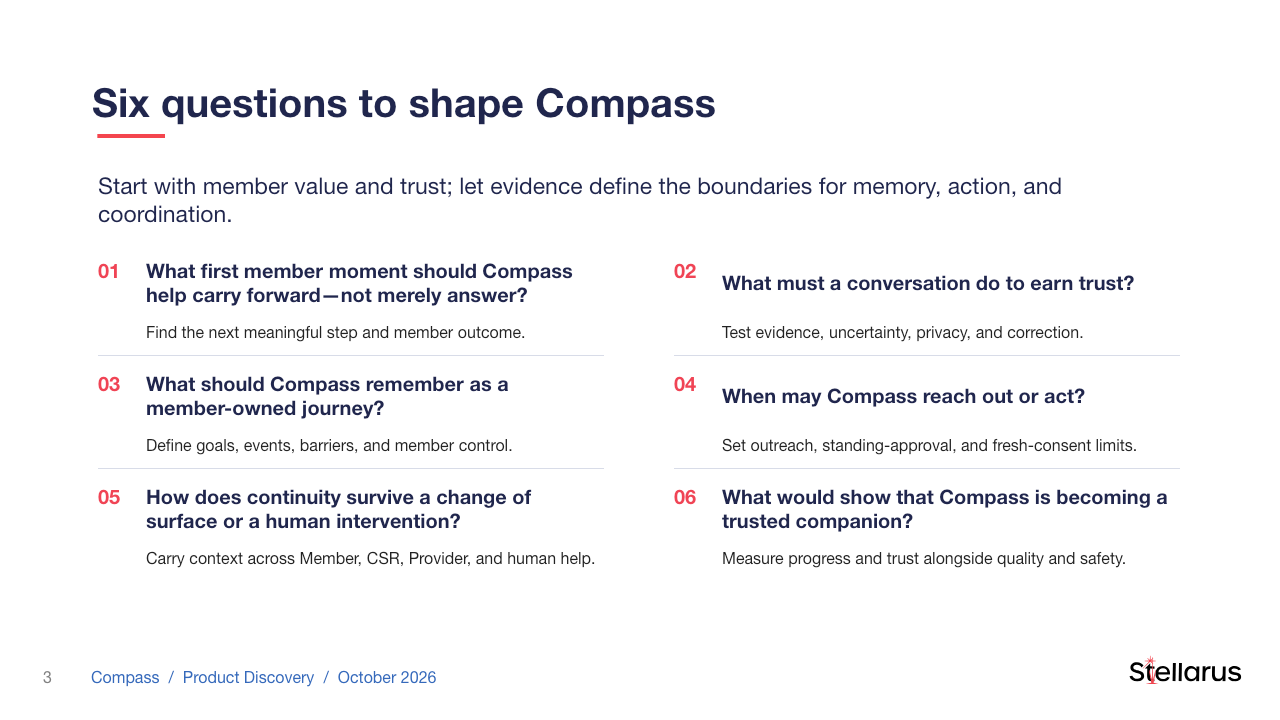 Six questions to shape Compass
Start with member value and trust; let evidence define the boundaries for memory, action, and
coordination.
01
What first member moment should Compass
help carry forward—not merely answer?
Find the next meaningful step and member outcome.
02
What must a conversation do to earn trust?
Test evidence, uncertainty, privacy, and correction.
03
What should Compass remember as a
member-owned journey?
Define goals, events, barriers, and member control.
04
When may Compass reach out or act?
Set outreach, standing-approval, and fresh-consent limits.
05
How does continuity survive a change of
surface or a human intervention?
Carry context across Member, CSR, Provider, and human help.
06
What would show that Compass is becoming a
trusted companion?
Measure progress and trust alongside quality and safety.
3
Compass / Product Discovery / October 2026
Stellarus